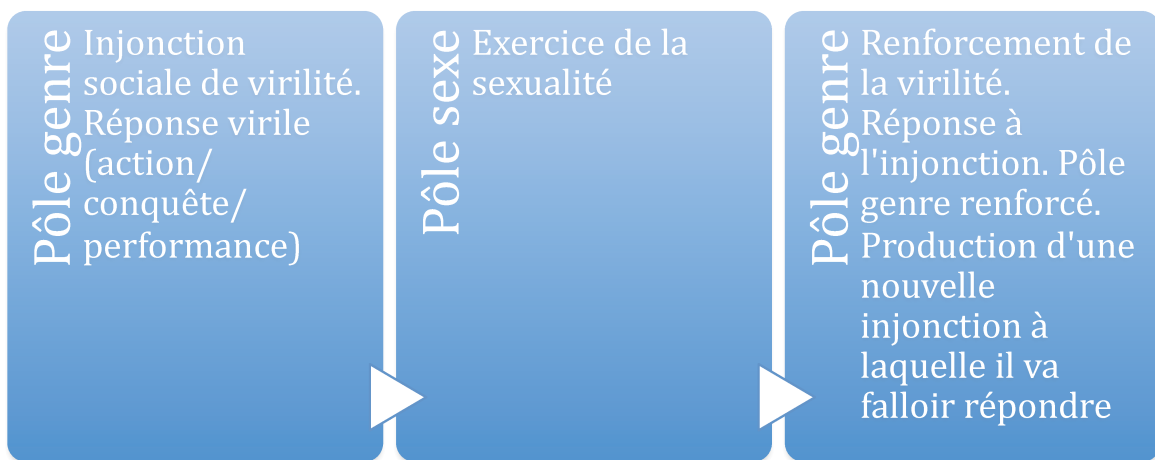 Pôle genre
Injonction
sociale de virilité.
Réponse virile
(action/
conquête/
performance)
Pôle sexe
Exercice de la
sexualité
Pôle genre
Renforcement de
la virilité.
Réponse à
l'injonction. Pôle
genre renforcé.
Production d'une
nouvelle
injonction à
laquelle il va
falloir répondre